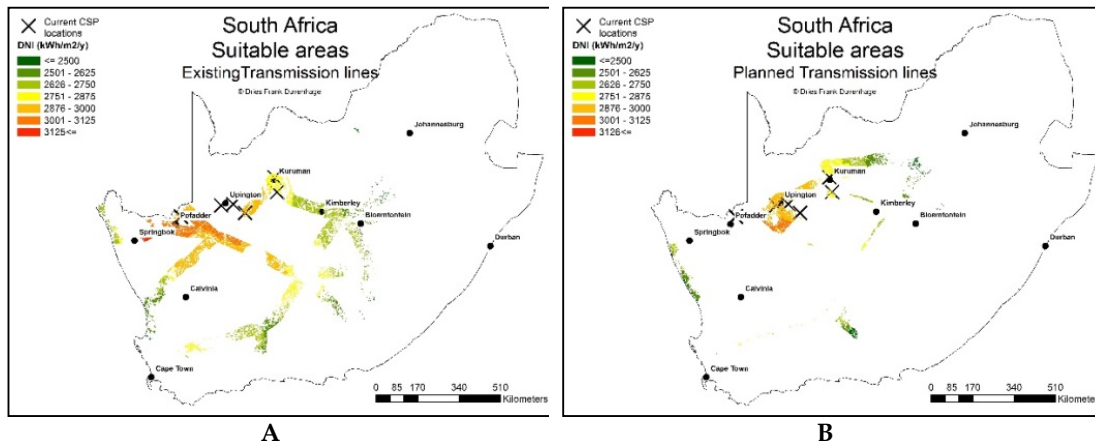 Current CSP
locations
DNI (kWh/m2/y)
<= 2500
2501 - 2625
2626 - 2750
2751 - 2875
2876 - 3000
3001 - 3125
3125<=
South Africa
Suitable areas
ExistingTransmission lines
© Dries Frank Duvenhage
Johannesburg
Kuruman
Upington
Kimberley
Pofadder
Bloemfontein
Springbok
Durban
Calvinia
Cape Town
0 85 170 340 510
Kilometers
A
Current CSP
locations
DNI (kWh/m2/y)
<=2500
2501 - 2625
2626 - 2750
2751 - 2875
2876 - 3000
3001 - 3125
3126<=
South Africa
Suitable areas
Planned Transmission lines
© Dries Frank Duvenhage
Johannesburg
Kuruman
Upington
Kimberley
Pofadder
Bloemfontein
Springbok
Durban
Calvinia
Cape Town
0 85 170 340 510
Kilometers
B